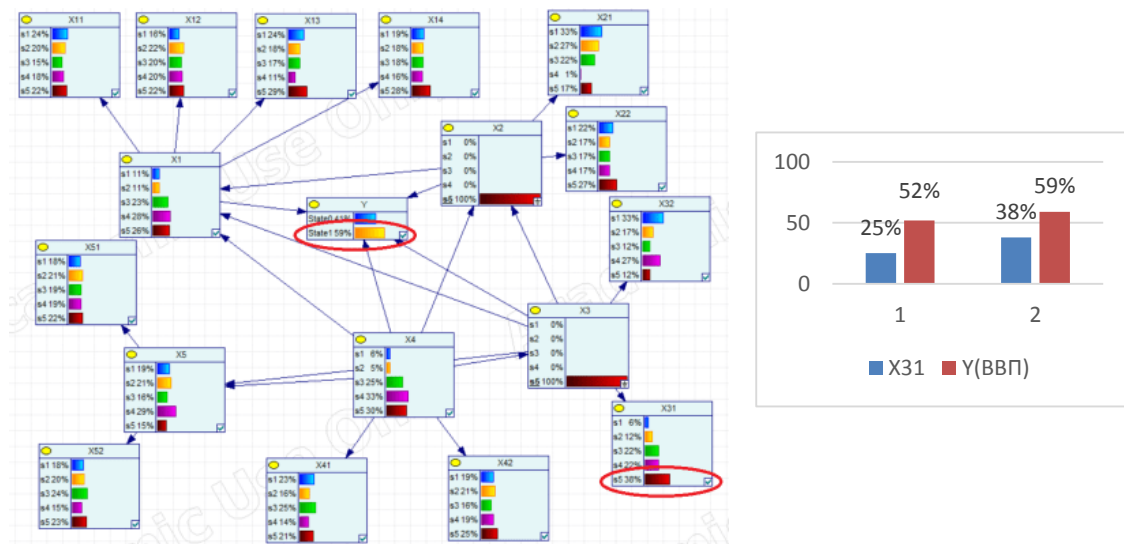 X11
s1 24%
s2 20%
s3 15%
s4 18%
s5 22%
X12
s1 16%
s2 22%
s3 20%
s4 20%
s5 22%
X13
s1 24%
s2 18%
s3 17%
s4 11%
s5 29%
X14
s1 19%
s2 18%
s3 18%
s4 16%
s5 28%
X21
s1 33%
s2 27%
s3 22%
s4 1%
s5 17%
X2
s1 0%
s2 0%
s3 0%
s4 0%
s5 100%
X22
s1 22%
s2 17%
s3 17%
s4 17%
s5 27%
X1
s1 11%
s2 11%
s3 23%
s4 28%
s5 26%
Y
State0 41%
State1 59%
X32
s1 33%
s2 17%
s3 12%
s4 27%
s5 12%
X51
s1 18%
s2 21%
s3 19%
s4 19%
s5 22%
X3
s1 0%
s2 0%
s3 0%
s4 0%
s5 100%
X4
s1 6%
s2 5%
s3 25%
s4 33%
s5 30%
X5
s1 19%
s2 21%
s3 16%
s4 29%
s5 15%
X31
s1 6%
s2 12%
s3 22%
s4 22%
s5 38%
X52
s1 18%
s2 20%
s3 24%
s4 15%
s5 23%
X41
s1 23%
s2 16%
s3 25%
s4 14%
s5 21%
X42
s1 19%
s2 21%
s3 16%
s4 19%
s5 25%
100
50
0
25%
52%
38%
59%
1
2
X31
Y(ВВП)